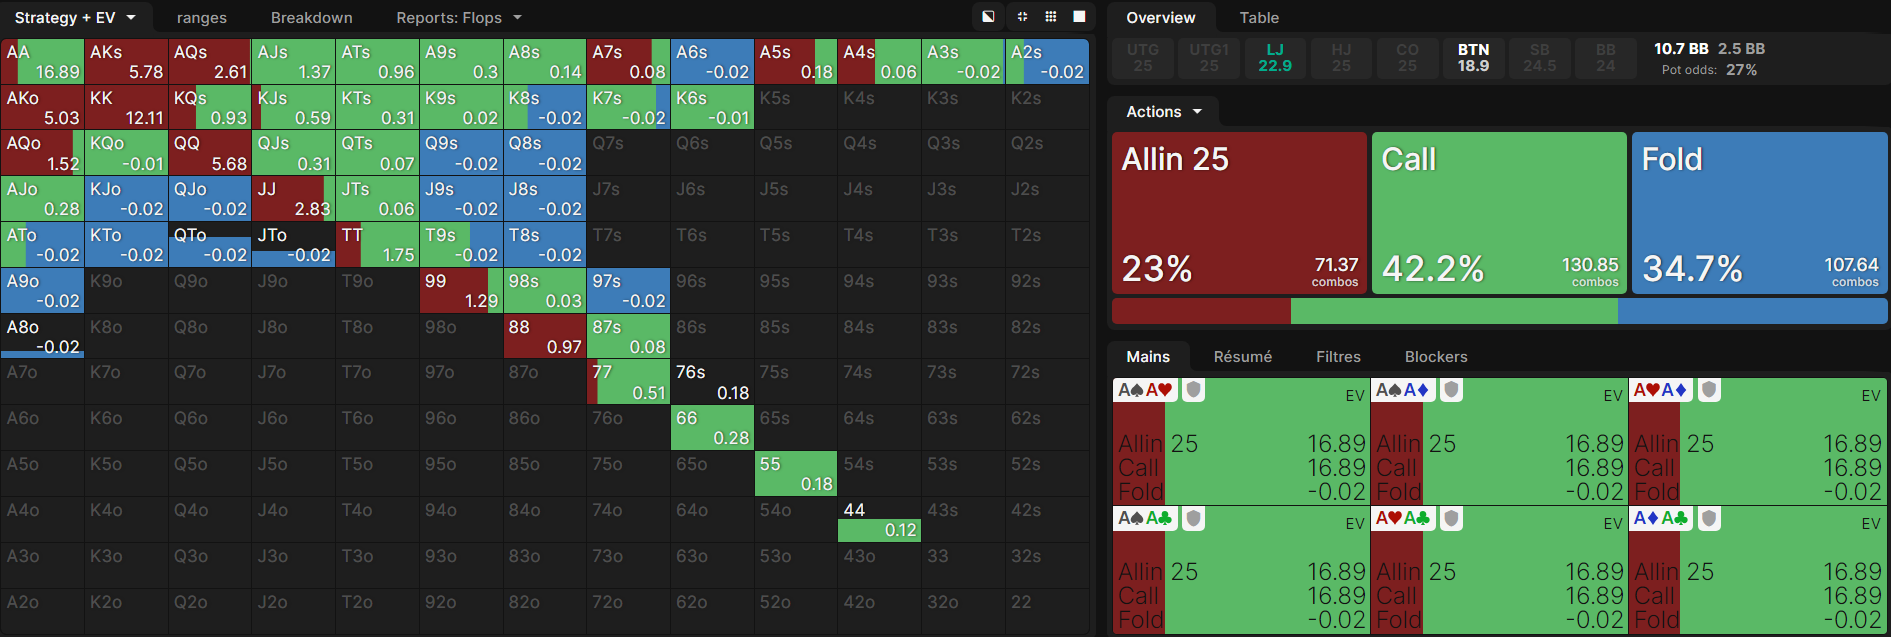 Strategy + EV ranges Breakdown Reports: Flops
AA AKs AQs AJs ATs A9s A8s A7s A6s A5s A4s A3s A2s
16.89 5.78 2.61 1.37 0.96 0.3 0.14 0.08 -0.02 0.18 0.06 -0.02 -0.02
AKo KK KQs KJs KTs K9s K8s K7s K6s K5s K4s K3s K2s
5.03 12.11 0.93 0.59 0.31 0.02 -0.02 -0.02 -0.01
AQo KQo QQ QJs QTs Q9s Q8s Q7s Q6s Q5s Q4s Q3s Q2s
1.52 -0.01 5.68 0.31 0.07 -0.02 -0.02
AJo KJo QJo JJ JTs J9s J8s J7s J6s J5s J4s J3s J2s
0.28 -0.02 -0.02 2.83 0.06 -0.02 -0.02
ATo KTo QTo JTo TT T9s T8s T7s T6s T5s T4s T3s T2s
-0.02 -0.02 -0.02 -0.02 1.75 -0.02 -0.02
A9o K9o Q9o J9o T9o 99 98s 97s 96s 95s 94s 93s 92s
-0.02 1.29 0.03 -0.02
A8o K8o Q8o J8o T8o 98o 88 87s 86s 85s 84s 83s 82s
-0.02 0.97 0.08
A7o K7o Q7o J7o T7o 97o 87o 77 76s 75s 74s 73s 72s
0.51 0.18
A6o K6o Q6o J6o T6o 96o 86o 76o 66 65s 64s 63s 62s
0.28
A5o K5o Q5o J5o T5o 95o 85o 75o 65o 55 54s 53s 52s
0.18
A4o K4o Q4o J4o T4o 94o 84o 74o 64o 54o 44 43s 42s
0.12
A3o K3o Q3o J3o T3o 93o 83o 73o 63o 53o 43o 33 32s
A2o K2o Q2o J2o T2o 92o 82o 72o 62o 52o 42o 32o 22
Overview Table
UTG UTG1 LJ HJ CO BTN SB BB 10.7 BB 2.5 BB
25 25 22.9 25 25 18.9 24.5 24 Pot odds: 27%
Actions
Allin 25 Call Fold
23% 71.37 combos 42.2% 130.85 combos 34.7% 107.64 combos
Mains Résumé Filtres Blockers
A♠A♥ EV A♠A♦ EV A♥A♦ EV
Allin 25 16.89 Allin 25 16.89 Allin 25 16.89
Call 16.89 Call 16.89 Call 16.89
Fold -0.02 Fold -0.02 Fold -0.02
A♠A♣ EV A♥A♣ EV A♦A♣ EV
Allin 25 16.89 Allin 25 16.89 Allin 25 16.89
Call 16.89 Call 16.89 Call 16.89
Fold -0.02 Fold -0.02 Fold -0.02